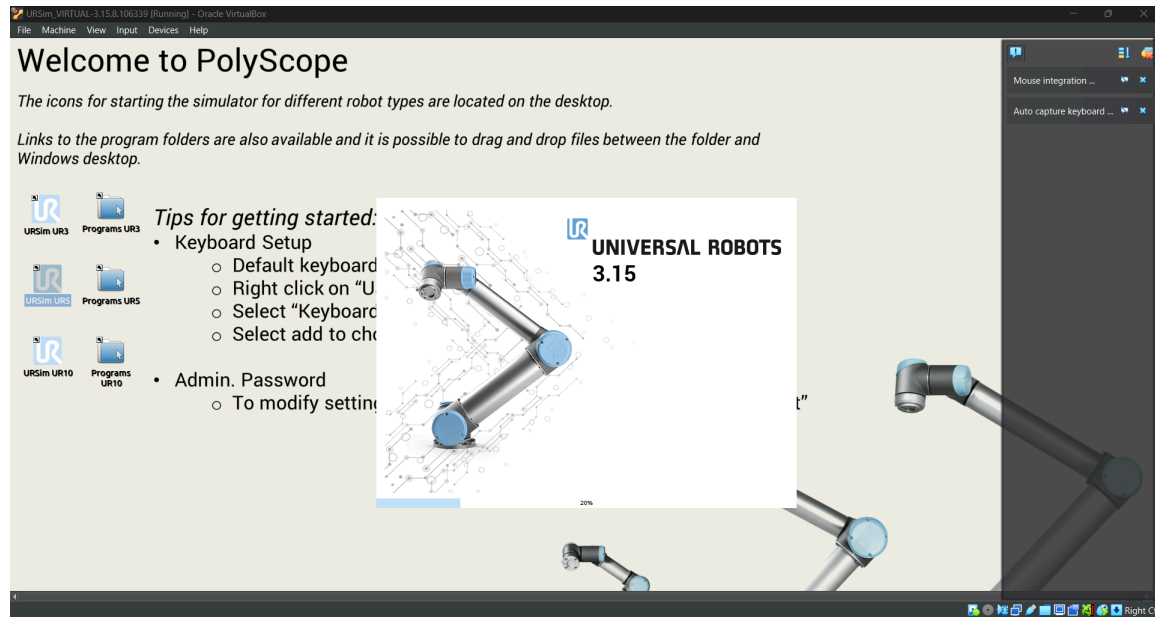 URSim_VIRTUAL-3.15.8.106339 [Running] - Oracle VirtualBox
File Machine View Input Devices Help
Welcome to PolyScope
The icons for starting the simulator for different robot types are located on the desktop.
Links to the program folders are also available and it is possible to drag and drop files between the folder and
Windows desktop.
URSim UR3
Programs UR3
URSim UR5
Programs UR5
URSim UR10
Programs
UR10
Tips for getting started:
• Keyboard Setup
o Default keyboard
o Right click on “U
o Select “Keyboard
o Select add to cho
• Admin. Password
o To modify setting
t”
UR
UNIVERSAL ROBOTS
3.15
20%
Mouse integration ...
Auto capture keyboard ...
Right C